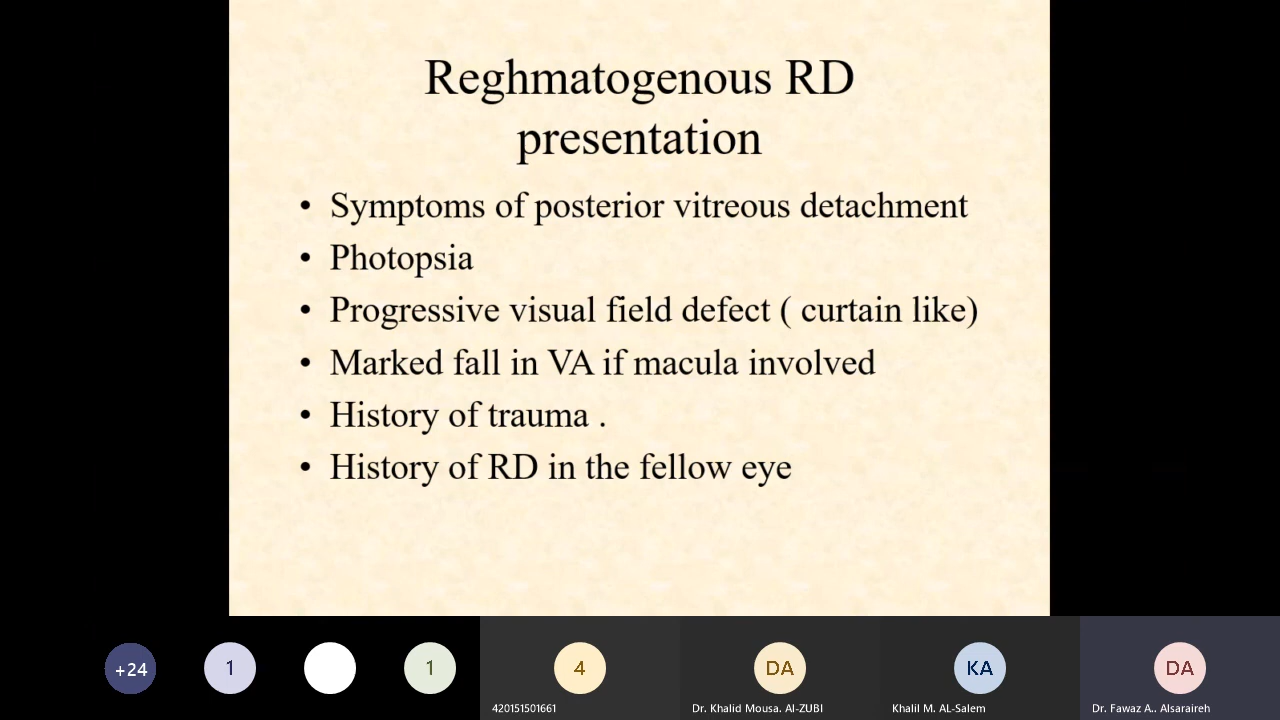 Reghmatogenous RD
presentation
• Symptoms of posterior vitreous detachment
• Photopsia
• Progressive visual field defect ( curtain like)
• Marked fall in VA if macula involved
• History of trauma .
• History of RD in the fellow eye
+24
1
1
4
DA
KA
DA
420151501661
Dr. Khalid Mousa. Al-ZUBI
Khalil M. AL-Salem
Dr. Fawaz A.. Alsaraireh